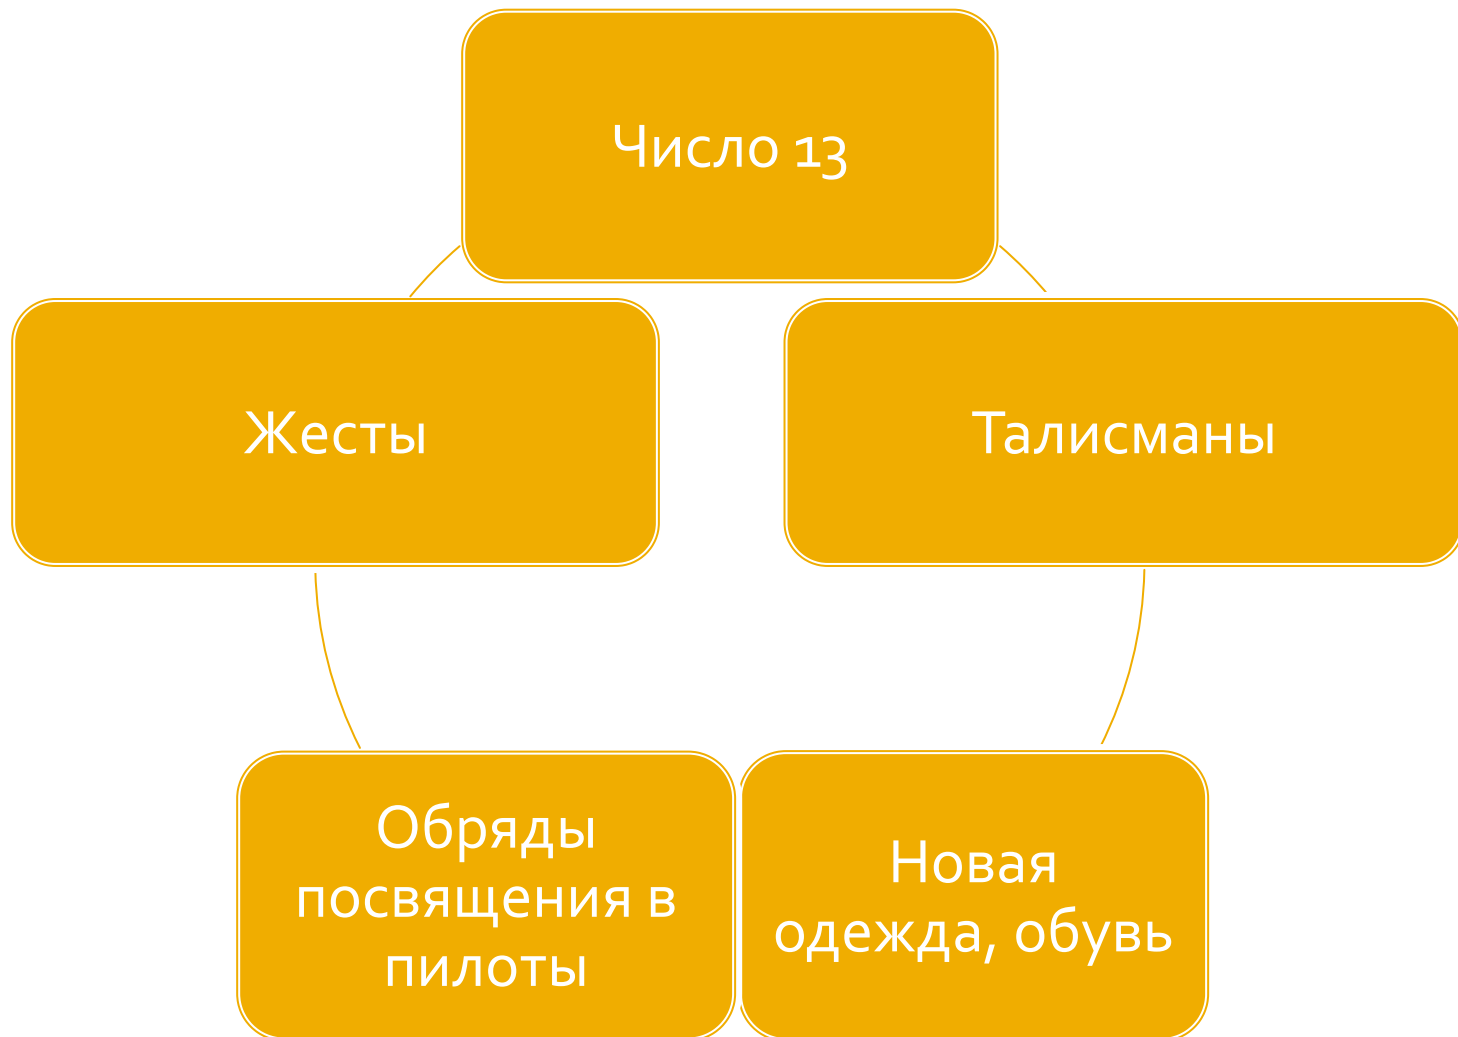 Число 13
Жесты
Талисманы
Обряды
посвящения в
пилоты
Новая
одежда, обувь